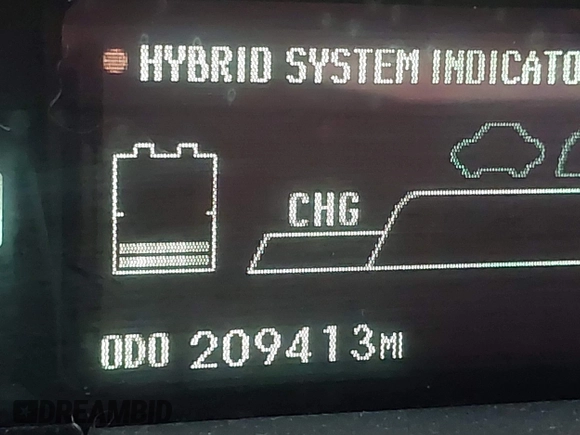 HYBRID SYSTEM INDICATO
CHG
ODO 209413MI
DREAMBID